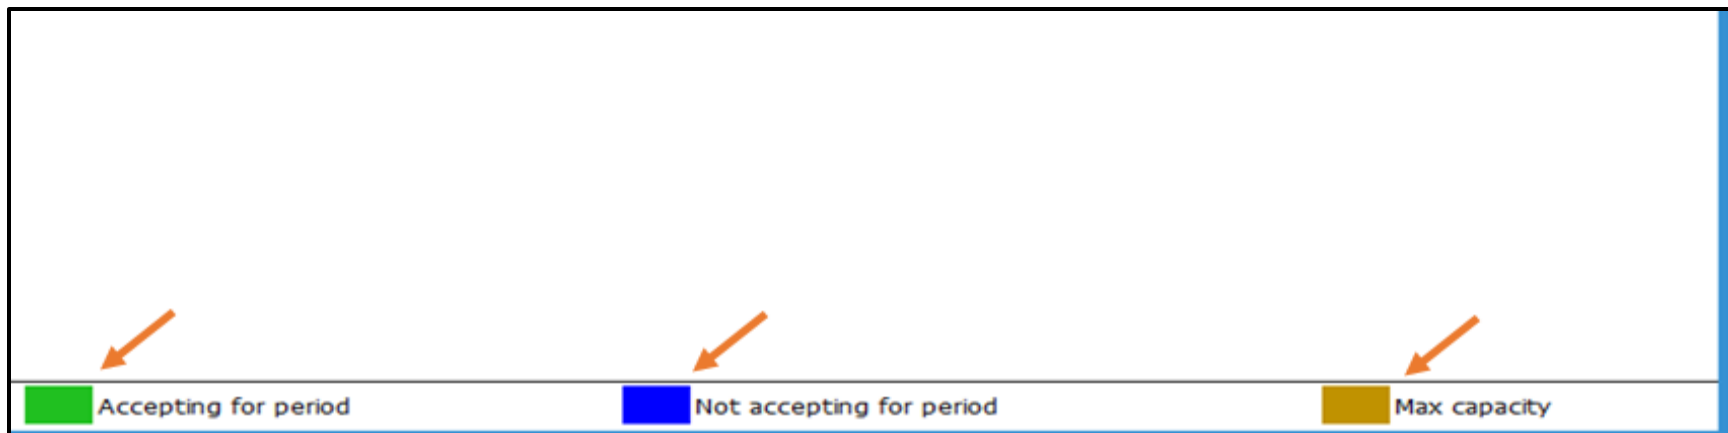 Accepting for period
Not accepting for period
Max capacity